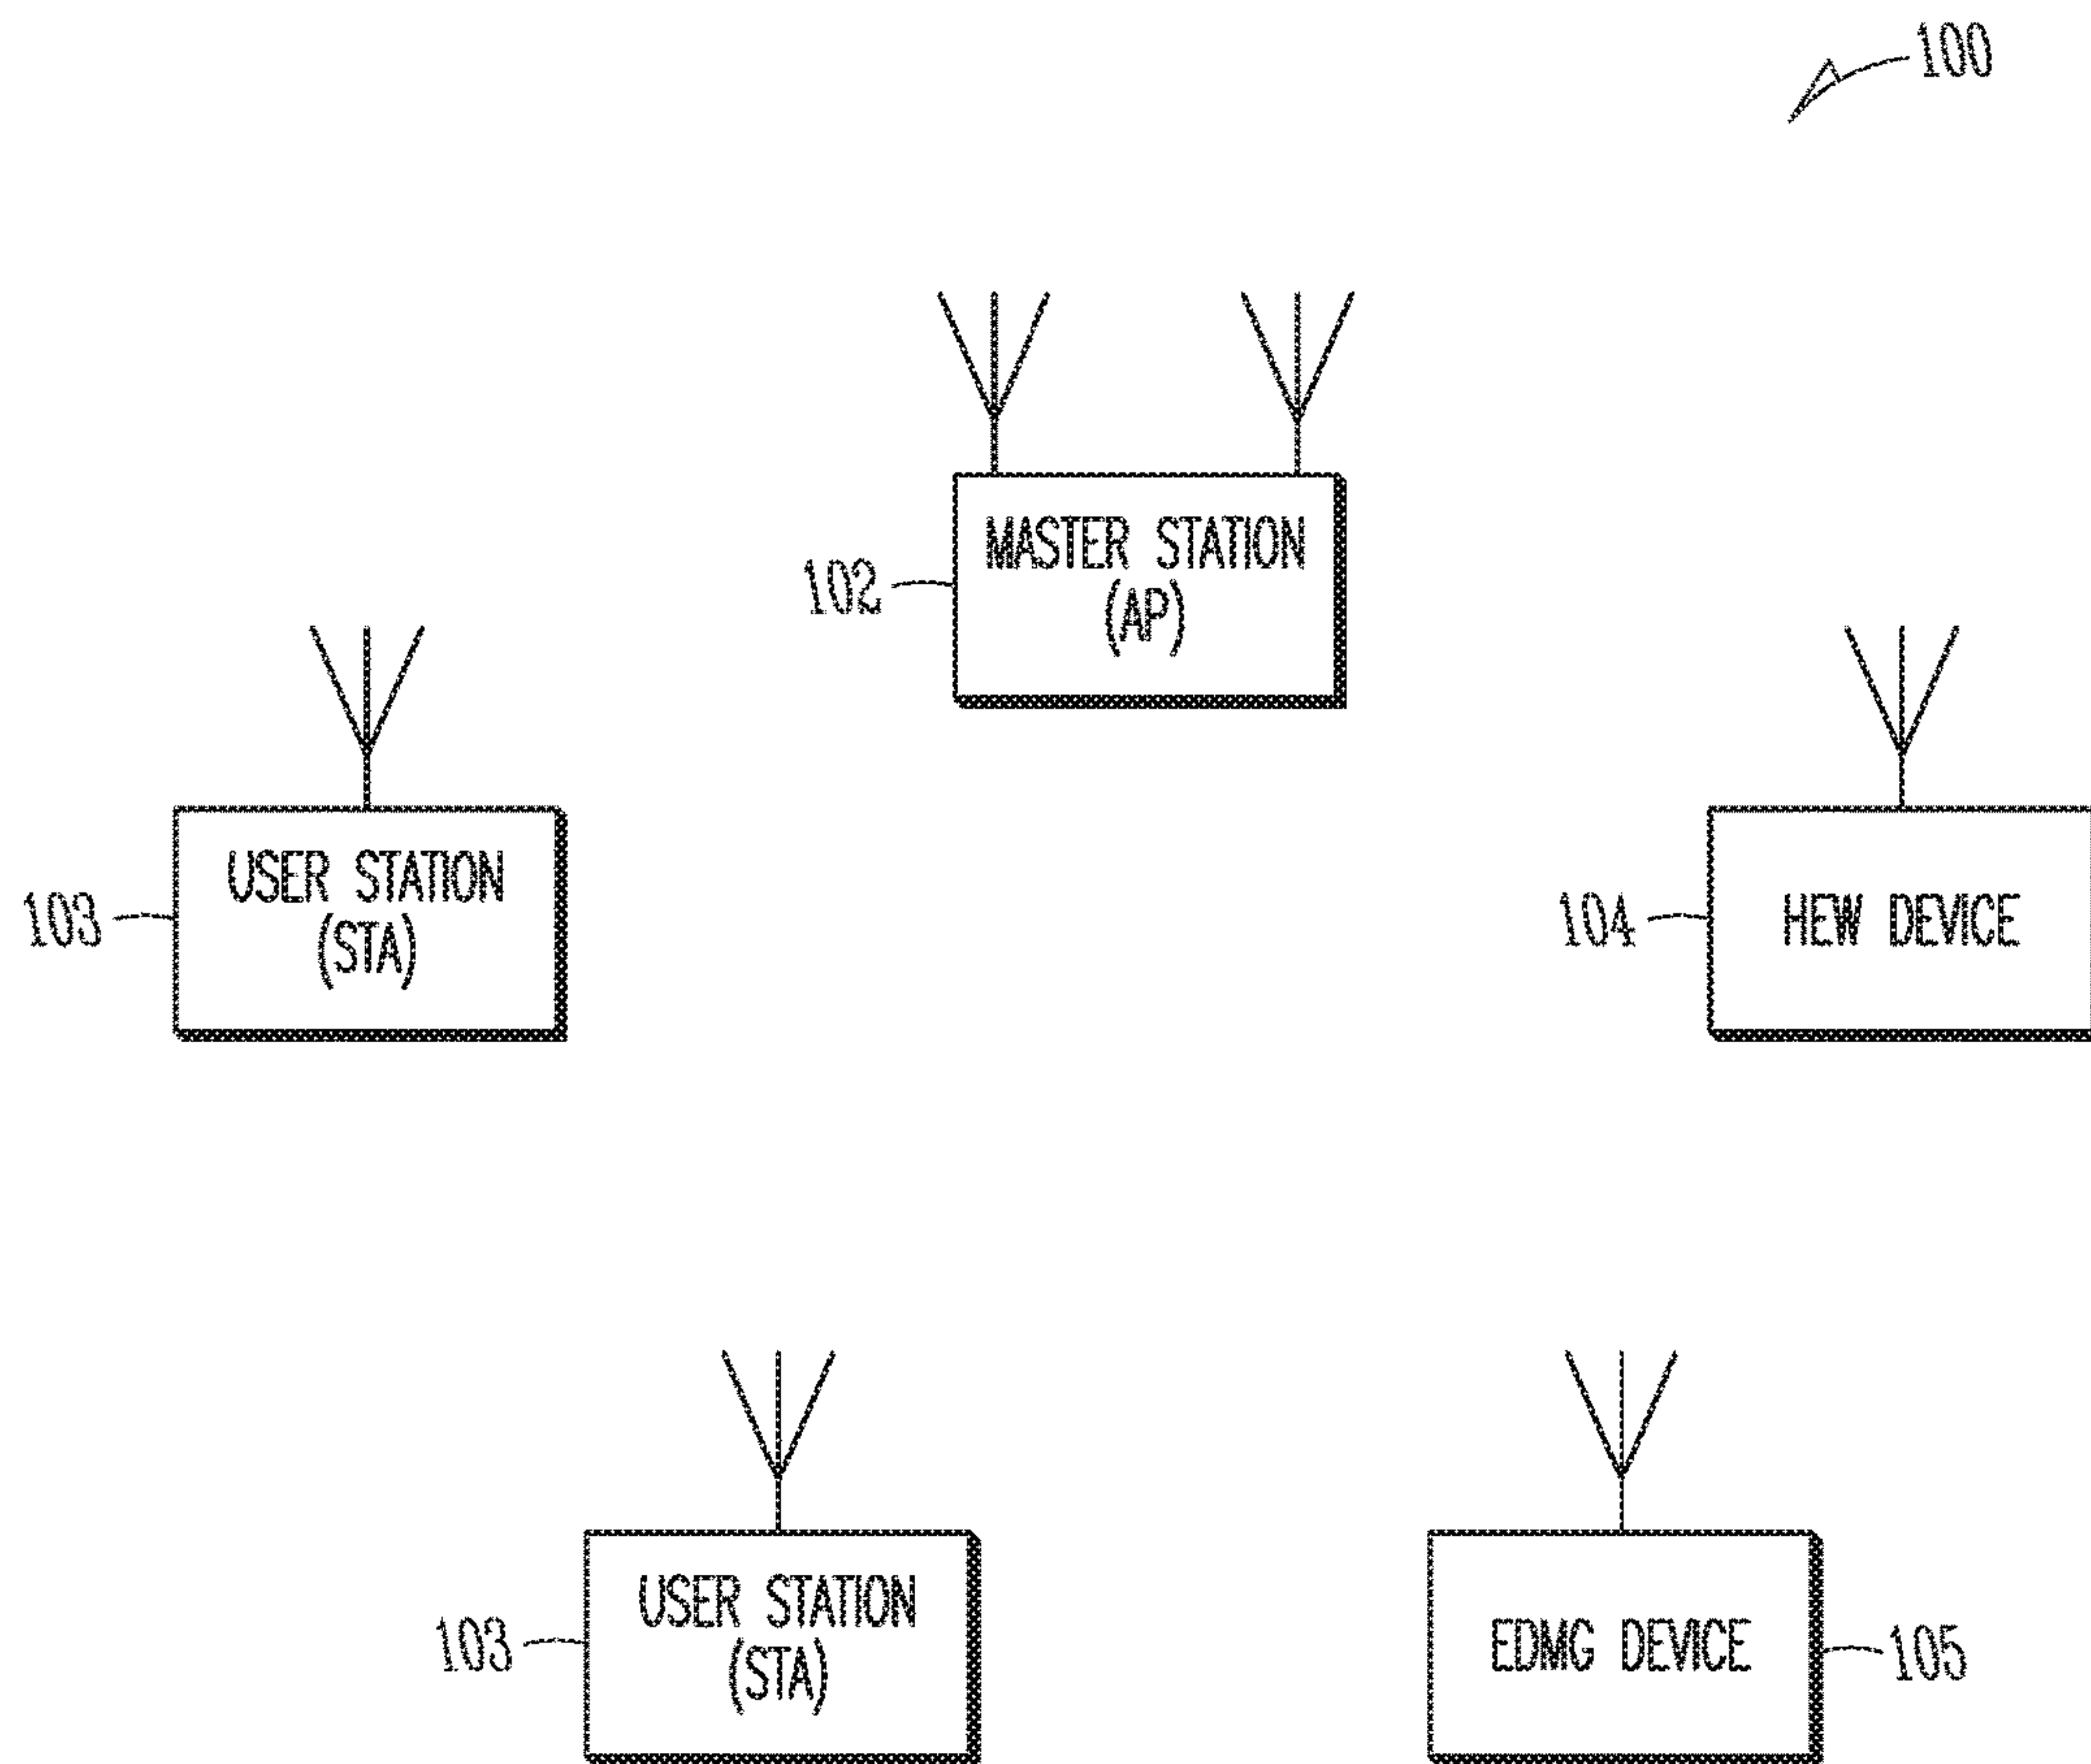 100
MASTER STATION
(AP)
102
USER STATION
(STA)
103
HEW DEVICE
104
USER STATION
(STA)
103
EDMG DEVICE
105